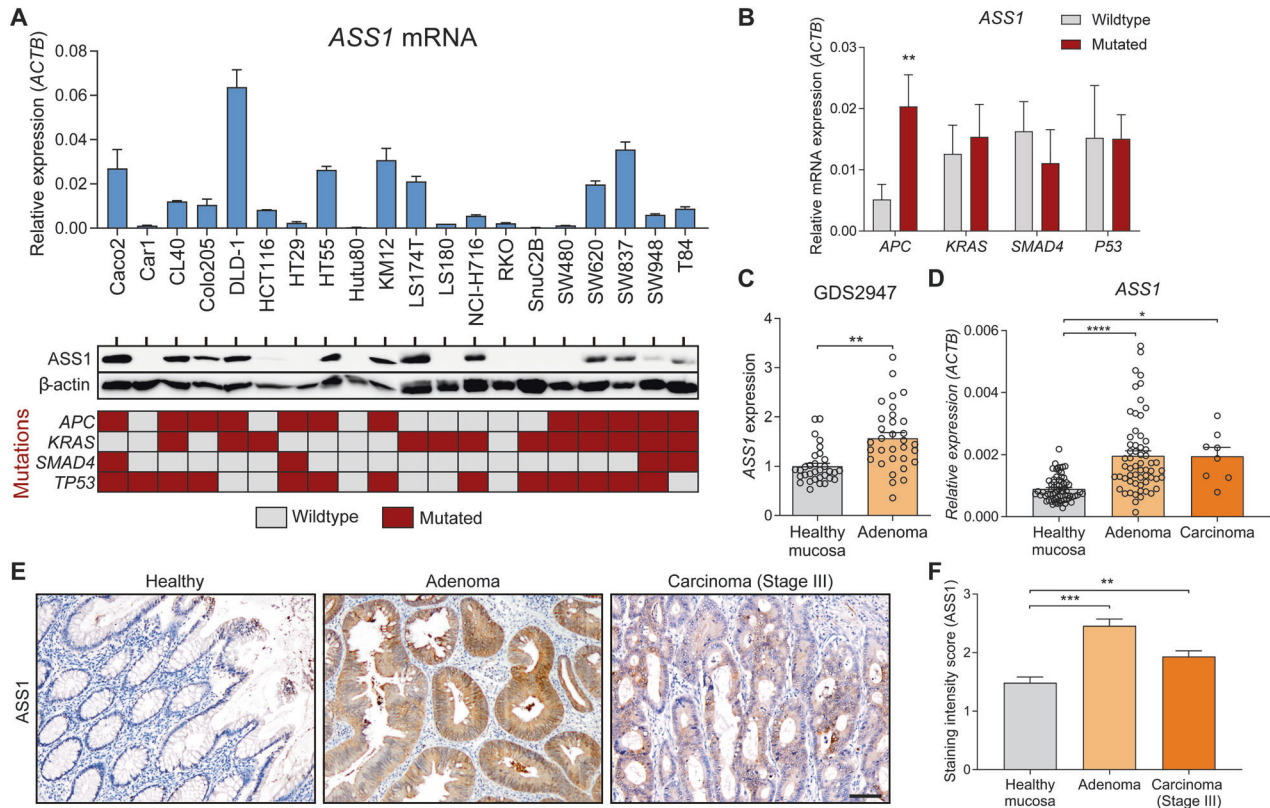 A
ASS1 mRNA
Relative expression (ACTB)
0.08
0.06
0.04
0.02
0.00
Caco2
Car1
CL40
Colo205
DLD-1
HCT116
HT29
HT55
Hutu80
KM12
LS174T
LS180
NCI-H716
RKO
SnuC2B
SW480
SW620
SW837
SW948
T84
ASS1
β-actin
Mutations
APC
KRAS
SMAD4
TP53
Wildtype
Mutated
B
ASS1
Wildtype
Mutated
Relative mRNA expression (ACTB)
0.03
0.02
0.01
0.00
**
APC
KRAS
SMAD4
P53
C
GDS2947
ASS1 expression
4
3
2
1
0
**
Healthy
mucosa
Adenoma
D
ASS1
Relative expression (ACTB)
0.006
0.004
0.002
0.000
*
****
Healthy
mucosa
Adenoma
Carcinoma
E
Healthy
Adenoma
Carcinoma (Stage III)
ASS1
F
Staining intensity score (ASS1)
3
2
1
0
**
***
Healthy
mucosa
Adenoma
Carcinoma
(Stage III)